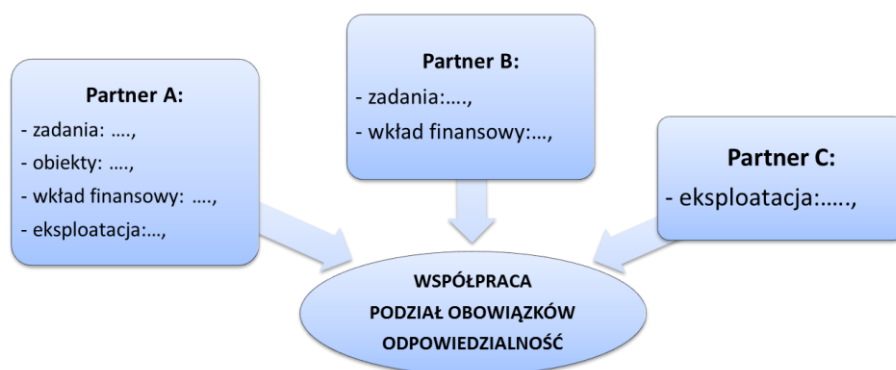 Partner A:
- zadania: ....,
- obiekty: ....,
- wkład finansowy: ....,
- eksploatacja:...,
Partner B:
- zadania:....,
- wkład finansowy:...,
Partner C:
- eksploatacja:.....,
WSPÓŁPRACA
PODZIAŁ OBOWIĄZKÓW
ODPOWIEDZIALNOŚĆ